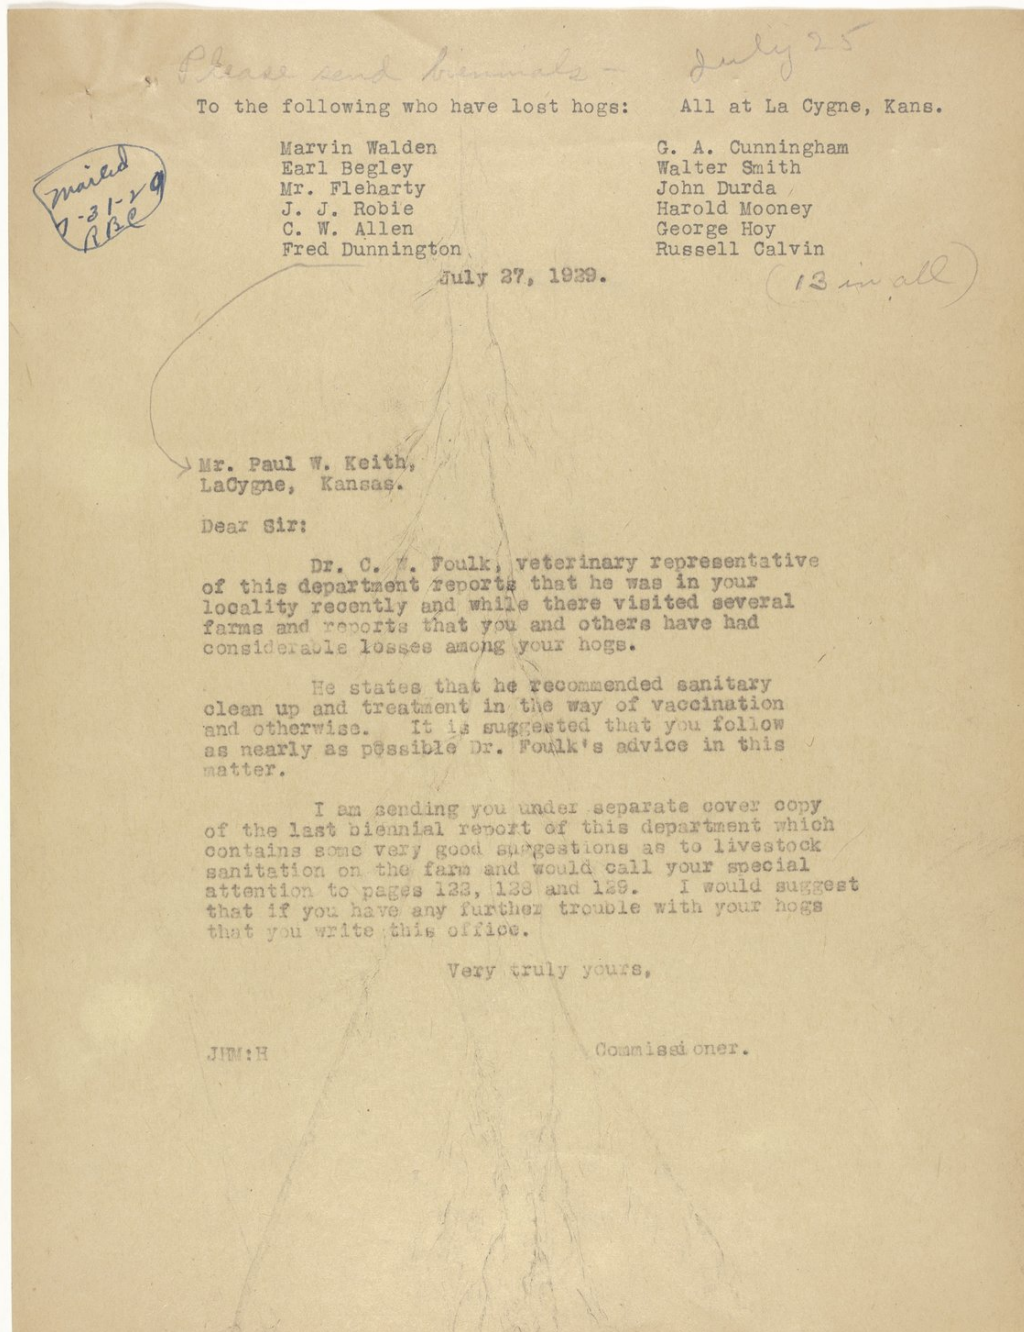 Please send biennials - July 25
To the following who have lost hogs: All at La Cygne, Kans.
Marvin Walden G. A. Cunningham
Earl Begley Walter Smith
Mr. Fleharty John Durda
J. J. Robie Harold Mooney
C. W. Allen George Hoy
Fred Dunnington Russell Calvin
mailed
7-31-29
RBC
July 27, 1929.
(13 in all)
Mr. Paul W. Keith,
LaCygne, Kansas.
Dear Sir:
Dr. C. W. Foulk, veterinary representative
of this department reports that he was in your
locality recently and while there visited several
farms and reports that you and others have had
considerable losses among your hogs.
He states that he recommended sanitary
clean up and treatment in the way of vaccination
and otherwise. It is suggested that you follow
as nearly as possible Dr. Foulk's advice in this
matter.
I am sending you under separate cover copy
of the last biennial report of this department which
contains some very good suggestions as to livestock
sanitation on the farm and would call your special
attention to pages 122, 128 and 129. I would suggest
that if you have any further trouble with your hogs
that you write this office.
Very truly yours,
JHM:H Commissioner.